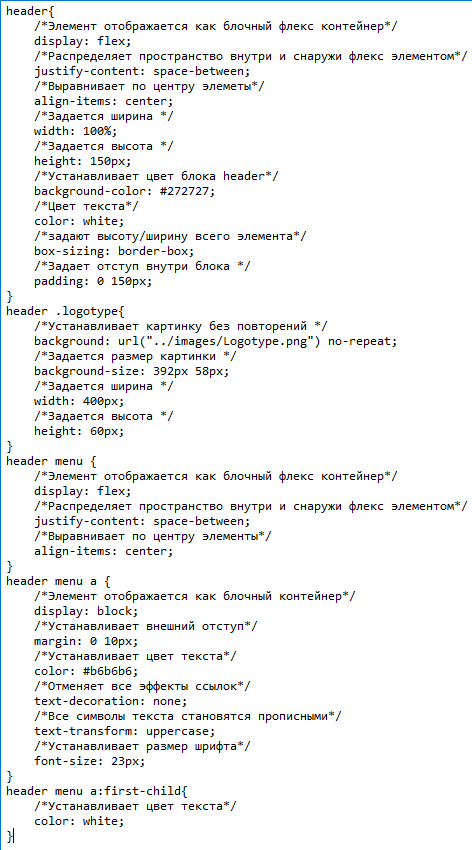 header{
    /*Элемент отображается как блочный флекс контейнер*/
    display: flex;
    /*Распределяет пространство внутри и снаружи флекс элементом*/
    justify-content: space-between;
    /*Выравнивает по центру элеметы*/
    align-items: center;
    /*Задается ширина */
    width: 100%;
    /*Задается высота */
    height: 150px;
    /*Устанавливает цвет блока header*/
    background-color: #272727;
    /*Цвет текста*/
    color: white;
    /*задают высоту/ширину всего элемента*/
    box-sizing: border-box;
    /*Задает отступ внутри блока */
    padding: 0 150px;
}
header .logotype{
    /*Устанавливает картинку без повторений */
    background: url("../images/Logotype.png") no-repeat;
    /*Задается размер картинки */
    background-size: 392px 58px;
    /*Задается ширина */
    width: 400px;
    /*Задается высота */
    height: 60px;
}
header menu {
    /*Элемент отображается как блочный флекс контейнер*/
    display: flex;
    /*Распределяет пространство внутри и снаружи флекс элементом*/
    justify-content: space-between;
    /*Выравнивает по центру элементы*/
    align-items: center;
}
header menu a {
    /*Элемент отображается как блочный контейнер*/
    display: block;
    /*Устанавливает внешний отступ*/
    margin: 0 10px;
    /*Устанавливает цвет текста*/
    color: #b6b6b6;
    /*Отменяет все эффекты ссылок*/
    text-decoration: none;
    /*Все символы текста становятся прописными*/
    text-transform: uppercase;
    /*Устанавливает размер шрифта*/
    font-size: 23px;
}
header menu a:first-child{
    /*Устанавливает цвет текста*/
    color: white;
}